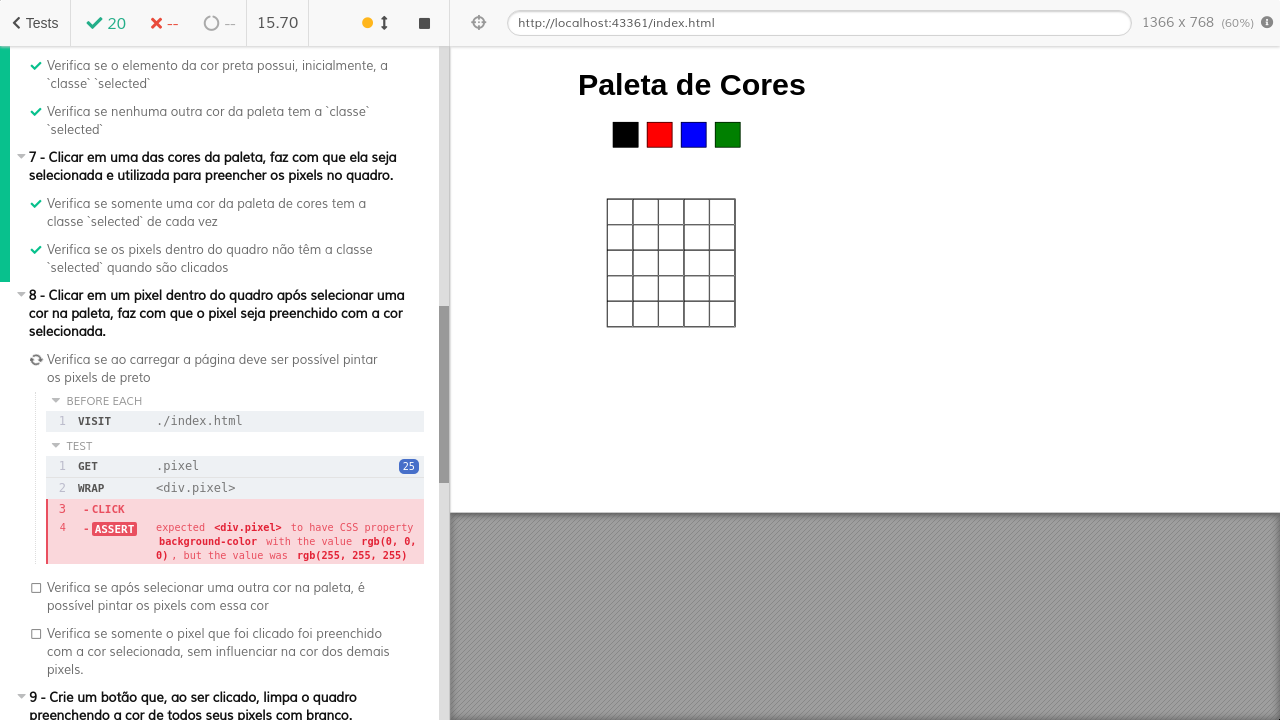 Tests
20
--
--
15.70
http://localhost:43361/index.html
1366 x 768 (60%)
Verifica se o elemento da cor preta possui, inicialmente, a
`classe` `selected`
Verifica se nenhuma outra cor da paleta tem a `classe`
`selected`
7 - Clicar em uma das cores da paleta, faz com que ela seja
selecionada e utilizada para preencher os pixels no quadro.
Verifica se somente uma cor da paleta de cores tem a
classe `selected` de cada vez
Verifica se os pixels dentro do quadro não têm a classe
`selected` quando são clicados
8 - Clicar em um pixel dentro do quadro após selecionar uma
cor na paleta, faz com que o pixel seja preenchido com a cor
selecionada.
Verifica se ao carregar a página deve ser possível pintar
os pixels de preto
BEFORE EACH
1 VISIT ./index.html
TEST
1 GET .pixel 25
2 WRAP <div.pixel>
3 -CLICK
4 -ASSERT expected <div.pixel> to have CSS property
background-color with the value rgb(0, 0,
0), but the value was rgb(255, 255, 255)
Verifica se após selecionar uma outra cor na paleta, é
possível pintar os pixels com essa cor
Verifica se somente o pixel que foi clicado foi preenchido
com a cor selecionada, sem influenciar na cor dos demais
pixels.
9 - Crie um botão que, ao ser clicado, limpa o quadro
preenchendo a cor de todos seus pixels com branco.
Paleta de Cores